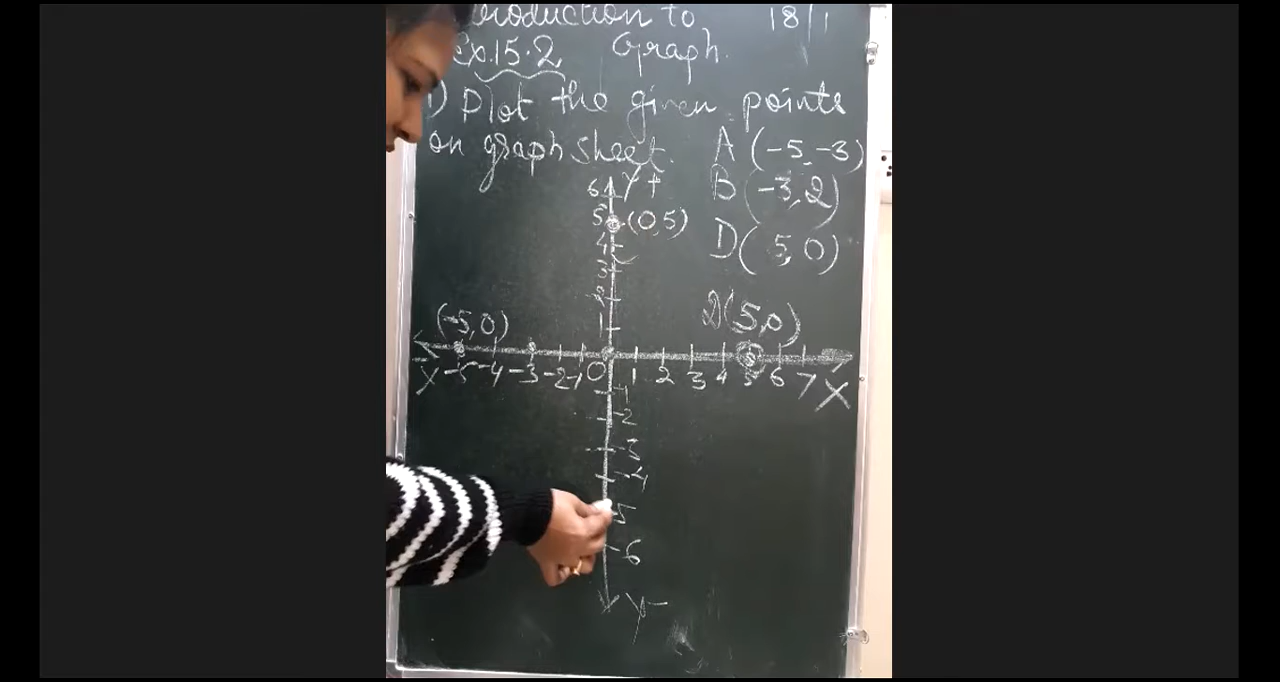 roduction to 18/1
Ex.15.2 Graph.
1) Plot the given points
on graph sheet. A (-5, -3)
B (-3, 2)
D (5, 0)
Y+
6
5 (0,5)
4
3
2
1
(-5,0) D(5,0)
X -5 -4 -3 -2 -1 0 1 2 3 4 5 6 7 X
-1
-2
-3
-4
-5
-6
Y-